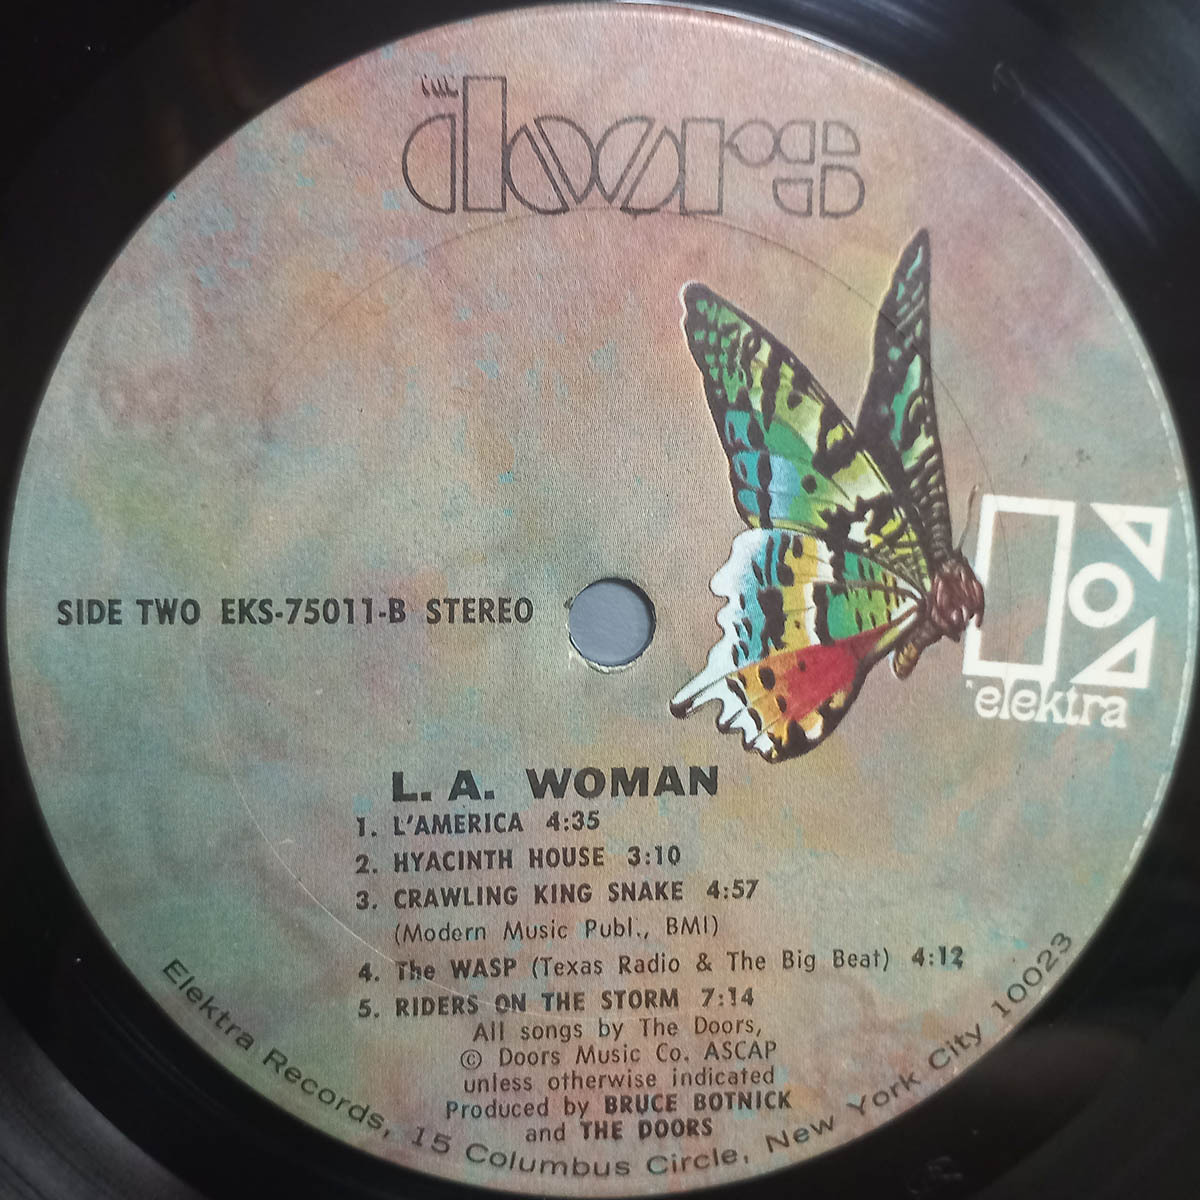 the
doors
elektra
SIDE TWO EKS-75011-B STEREO
L. A. WOMAN
1. L'AMERICA 4:35
2. HYACINTH HOUSE 3:10
3. CRAWLING KING SNAKE 4:57
(Modern Music Publ., BMI)
4. The WASP (Texas Radio & The Big Beat) 4:12
5. RIDERS ON THE STORM 7:14
All songs by The Doors,
© Doors Music Co. ASCAP
unless otherwise indicated
Produced by BRUCE BOTNICK
and THE DOORS
Elektra Records, 15 Columbus Circle, New York City 10023